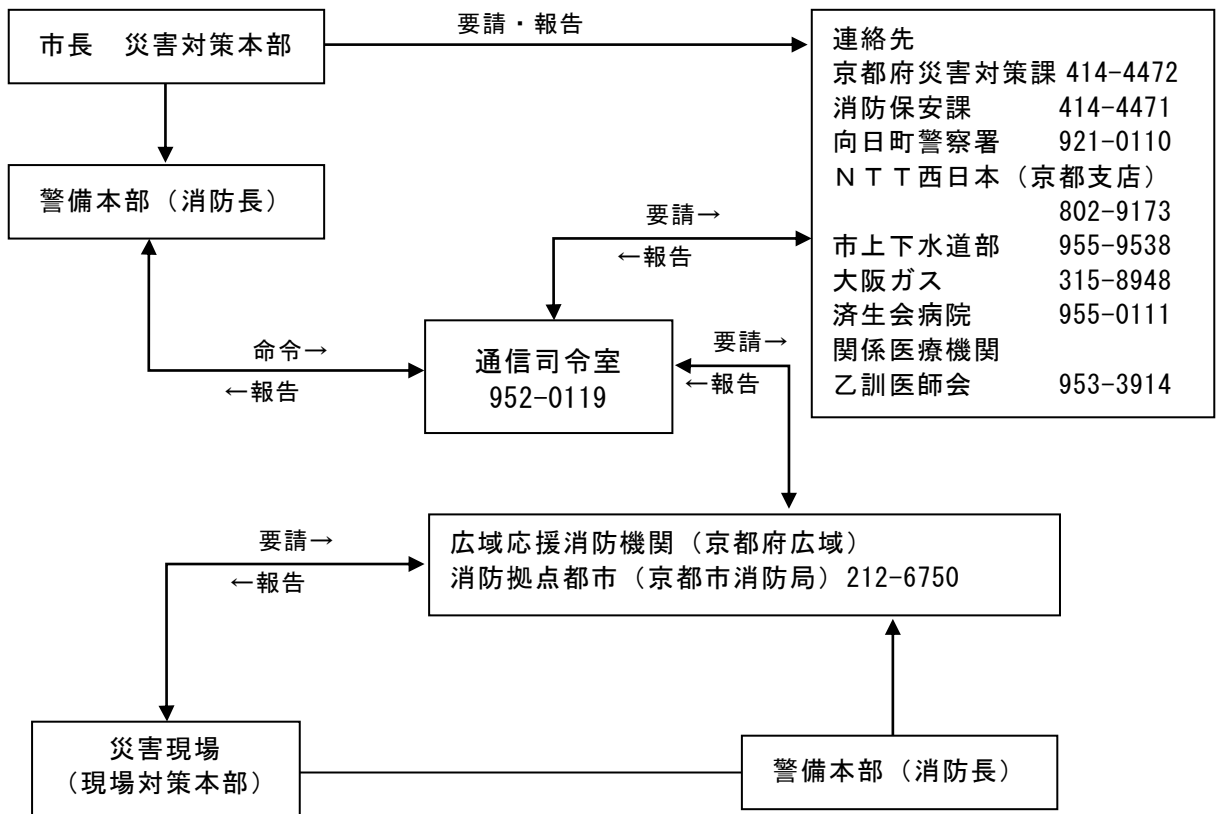 市長　災害対策本部
要請・報告
連絡先
京都府災害対策課 414-4472
消防保安課 414-4471
向日町警察署 921-0110
ＮＴＴ西日本（京都支店）
802-9173
市上下水道部 955-9538
大阪ガス 315-8948
済生会病院 955-0111
関係医療機関
乙訓医師会 953-3914
警備本部（消防長）
要請→
←報告
命令→
←報告
通信司令室
952-0119
要請→
←報告
要請→
←報告
広域応援消防機関（京都府広域）
消防拠点都市（京都市消防局）212-6750
災害現場
（現場対策本部）
警備本部（消防長）